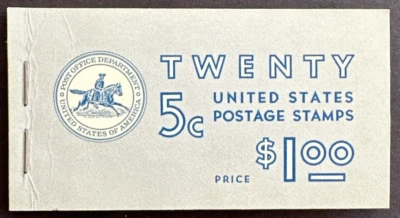 POST OFFICE DEPARTMENT
UNITED STATES OF AMERICA
TWENTY
5c UNITED STATES
POSTAGE STAMPS
PRICE $1.00